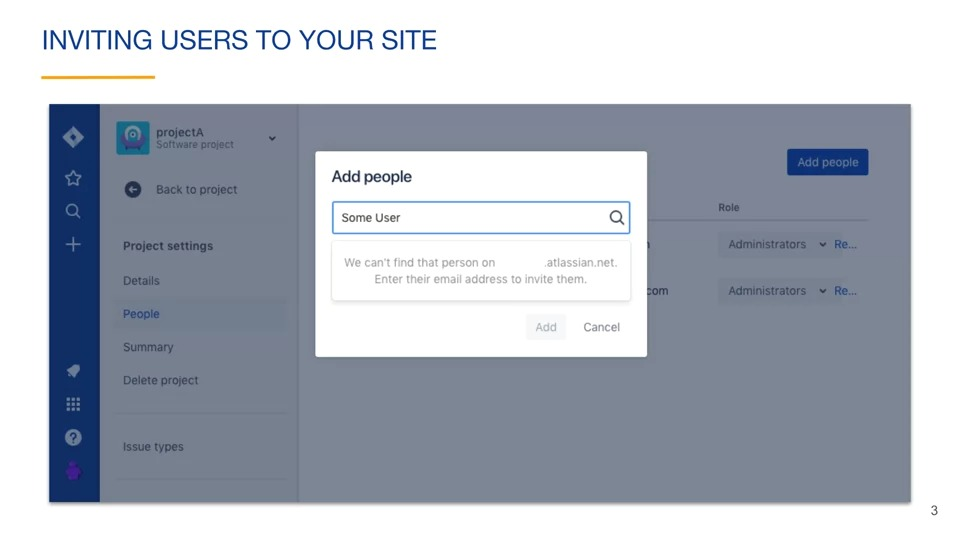 INVITING USERS TO YOUR SITE
projectA
Software project
Back to project
Project settings
Details
People
Summary
Delete project
Issue types
Add people
Some User
We can't find that person on .atlassian.net.
Enter their email address to invite them.
Add Cancel
Add people
Role
n Administrators Re...
com Administrators Re...
3